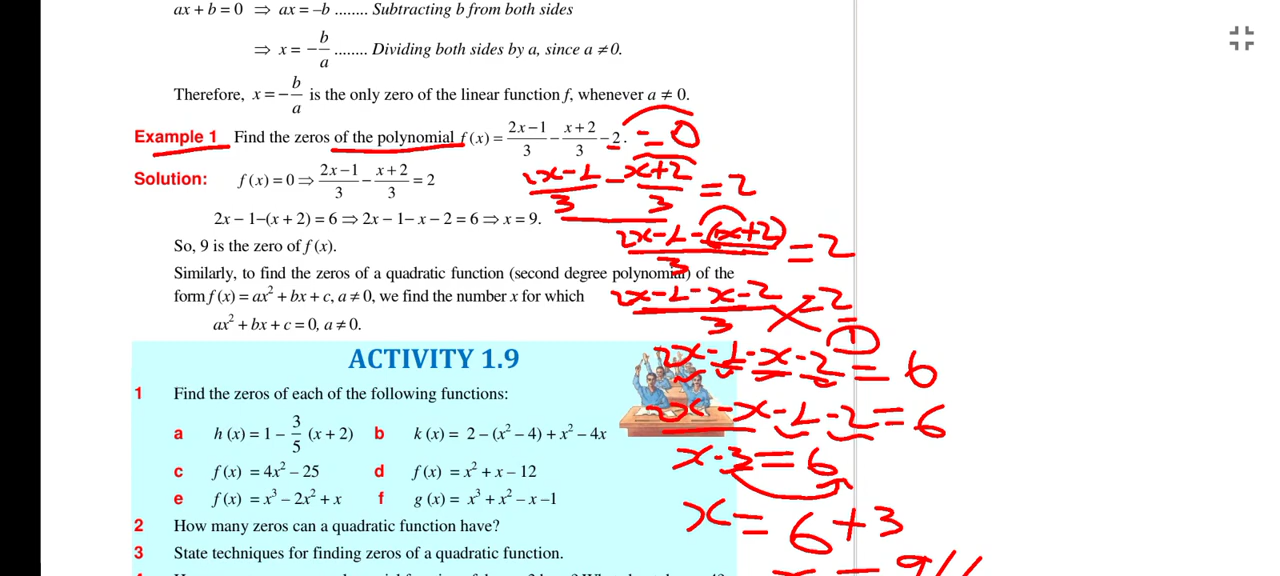 ax + b = 0 ⇒ ax = –b ........ Subtracting b from both sides
⇒ x = –b/a ........ Dividing both sides by a, since a ≠ 0.
Therefore, x = –b/a is the only zero of the linear function f, whenever a ≠ 0.
Example 1 Find the zeros of the polynomial f (x) = (2x – 1)/3 – (x + 2)/3 – 2. = 0
Solution: f (x) = 0 ⇒ (2x – 1)/3 – (x + 2)/3 = 2
(2x-1)/3 - (x+2)/3 = 2
2x – 1–(x + 2) = 6 ⇒ 2x – 1– x – 2 = 6 ⇒ x = 9.
(2x-1-(x+2))/3 = 2
So, 9 is the zero of f (x).
Similarly, to find the zeros of a quadratic function (second degree polynomial) of the
form f (x) = ax² + bx + c, a ≠ 0, we find the number x for which
(2x-1-x-2)/3 = 2/1
ax² + bx + c = 0, a ≠ 0.
ACTIVITY 1.9
2x-1-x-2 = 6
1 Find the zeros of each of the following functions:
2x-x-1-2 = 6
a h (x) = 1 – 3/5 (x + 2) b k (x) = 2 – (x² – 4) + x² – 4x
x-3 = 6
c f (x) = 4x² – 25 d f (x) = x² + x – 12
e f (x) = x³ – 2x² + x f g (x) = x³ + x² – x –1
x = 6+3
2 How many zeros can a quadratic function have?
3 State techniques for finding zeros of a quadratic function.